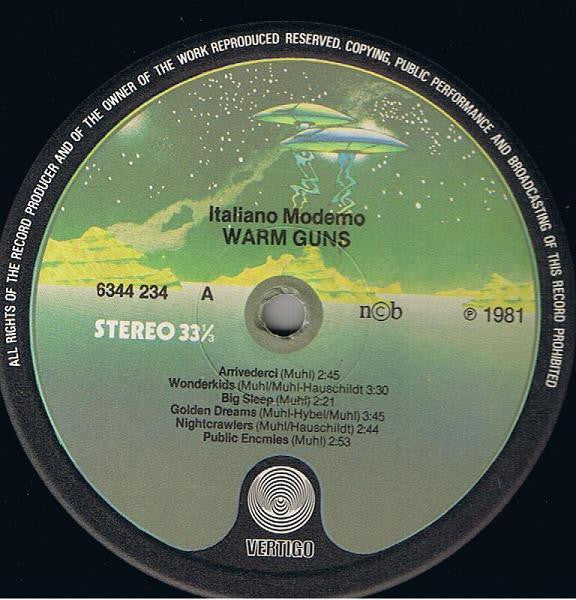 ALL RIGHTS OF THE RECORD PRODUCER AND OF THE OWNER OF THE WORK REPRODUCED RESERVED. COPYING, PUBLIC PERFORMANCE AND BROADCASTING OF THIS RECORD PROHIBITED
Italiano Moderno
WARM GUNS
6344 234 A
n©b
℗ 1981
STEREO 33⅓
Arrivederci (Muhl) 2:45
Wonderkids (Muhl/Muhl-Hauschildt 3:30
Big Sleep (Muhl) 2:21
Golden Dreams (Muhl-Hybel/Muhl) 3:45
Nightcrawlers (Muhl/Hauschildt) 2:44
Public Enemies (Muhl) 2:53
VERTIGO